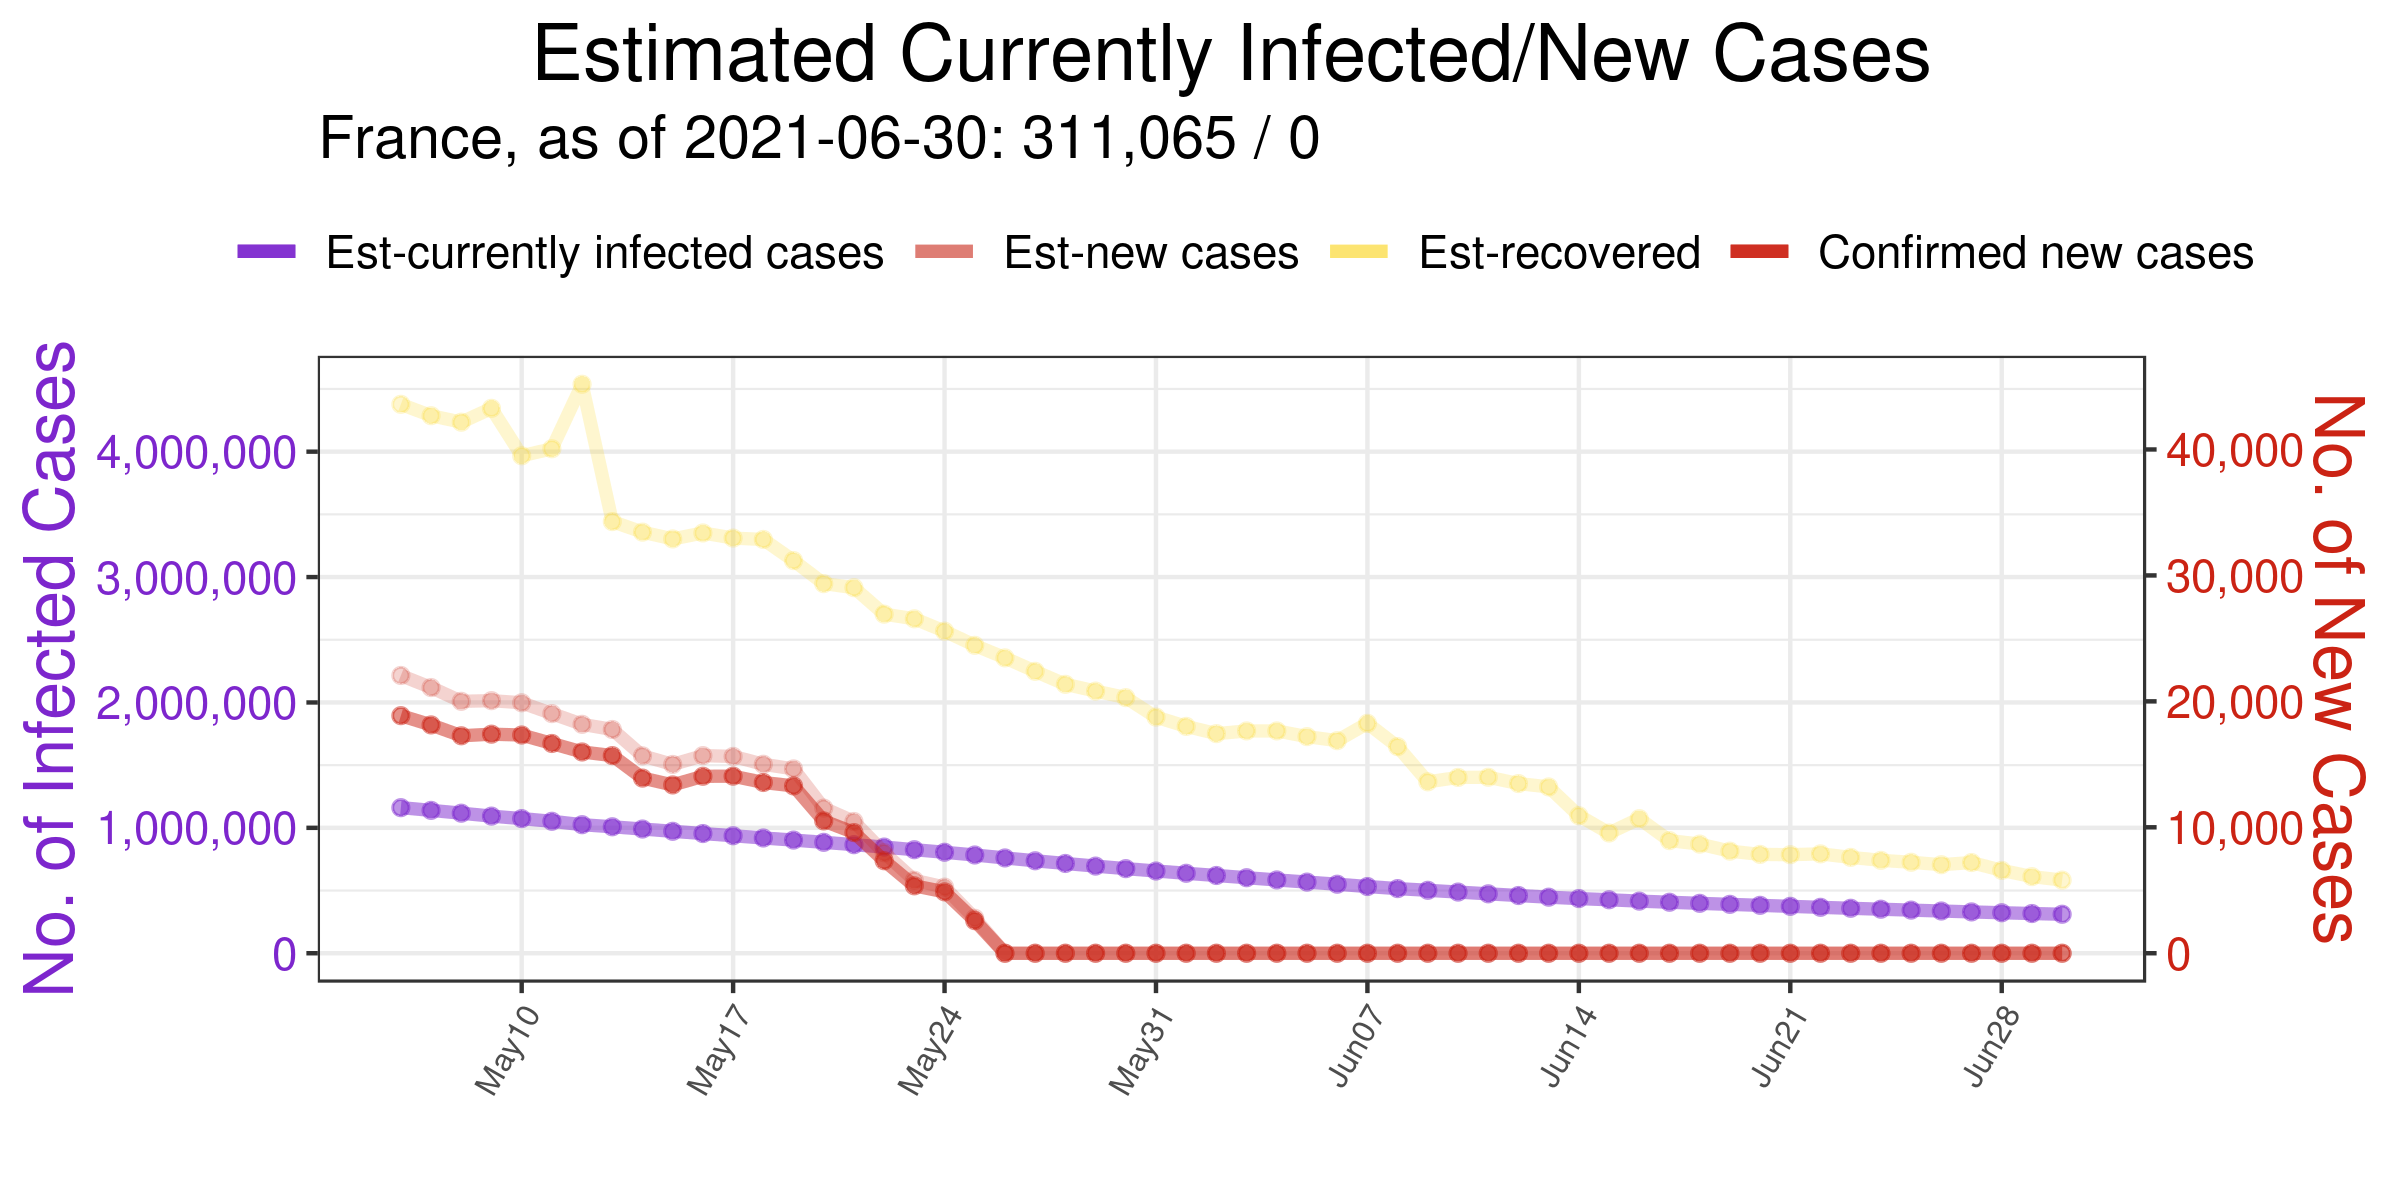 Estimated Currently Infected/New Cases
France, as of 2021-06-30: 311,065 / 0
Est-currently infected cases Est-new cases Est-recovered Confirmed new cases
No. of Infected Cases
4,000,000
3,000,000
2,000,000
1,000,000
0
40,000
30,000
20,000
10,000
0
No. of New Cases
May10 May17 May24 May31 Jun07 Jun14 Jun21 Jun28